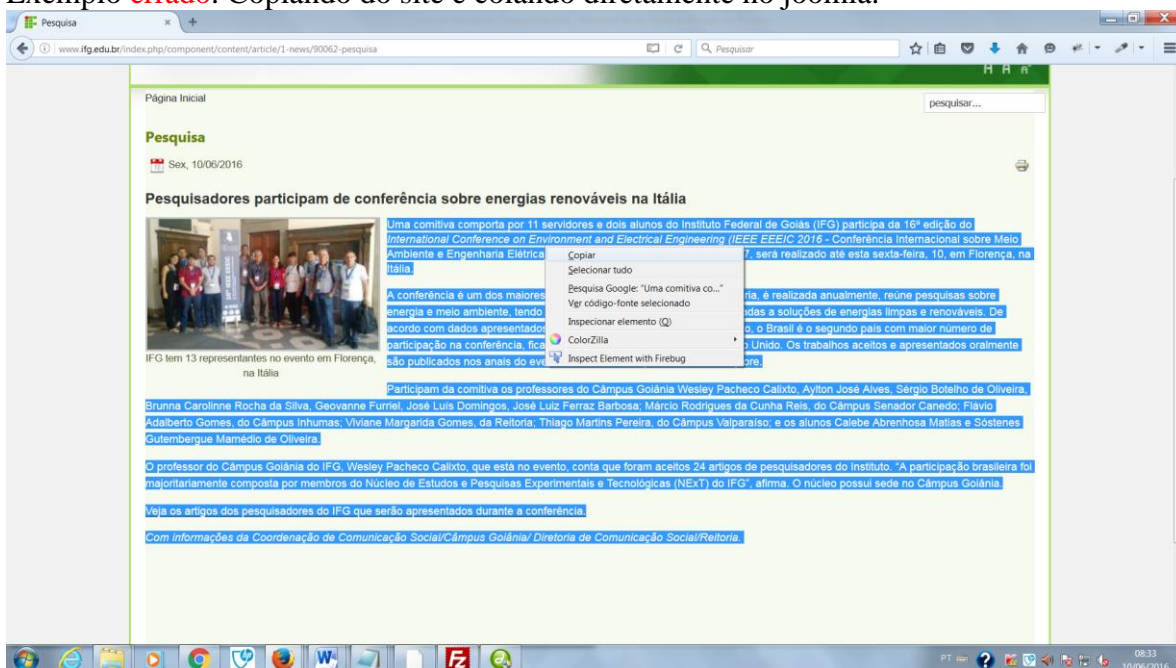 Exemplo errado: Copiando do site e colando diretamente no joomla.
Pesquisa
www.ifg.edu.br/index.php/component/content/article/1-news/90062-pesquisa
Pesquisar
A A A
Página Inicial
pesquisar...
Pesquisa
Sex, 10/06/2016
Pesquisadores participam de conferência sobre energias renováveis na Itália
Uma comitiva comporta por 11 servidores e dois alunos do Instituto Federal de Goiás (IFG) participa da 16ª edição do
International Conference on Environment and Electrical Engineering (IEEE EEEIC 2016 - Conferência Internacional sobre Meio
Ambiente e Engenharia Elétrica 7, será realizado até esta sexta-feira, 10, em Florença, na
Itália.
A conferência é um dos maiores ria, é realizada anualmente, reúne pesquisas sobre
energia e meio ambiente, tendo adas a soluções de energias limpas e renováveis. De
acordo com dados apresentados o, o Brasil é o segundo país com maior número de
participação na conferência, fica Unido. Os trabalhos aceitos e apresentados oralmente
são publicados nos anais do eve ore.
Copiar
Selecionar tudo
Pesquisa Google: "Uma comitiva co..."
Ver código-fonte selecionado
Inspecionar elemento (Q)
ColorZilla
Inspect Element with Firebug
IFG tem 13 representantes no evento em Florença,
na Itália
Participam da comitiva os professores do Câmpus Goiânia Wesley Pacheco Calixto, Aylton José Alves, Sérgio Botelho de Oliveira,
Brunna Carolinne Rocha da Silva, Geovanne Furriel, José Luis Domingos, José Luiz Ferraz Barbosa; Márcio Rodrigues da Cunha Reis, do Câmpus Senador Canedo; Flávio
Adalberto Gomes, do Câmpus Inhumas; Viviane Margarida Gomes, da Reitoria; Thiago Martins Pereira, do Câmpus Valparaíso; e os alunos Calebe Abrenhosa Matias e Sóstenes
Gutembergue Mamédio de Oliveira.
O professor do Câmpus Goiânia do IFG, Wesley Pacheco Calixto, que está no evento, conta que foram aceitos 24 artigos de pesquisadores do Instituto. "A participação brasileira foi
majoritariamente composta por membros do Núcleo de Estudos e Pesquisas Experimentais e Tecnológicas (NExT) do IFG", afirma. O núcleo possui sede no Câmpus Goiânia.
Veja os artigos dos pesquisadores do IFG que serão apresentados durante a conferência.
Com informações da Coordenação de Comunicação Social/Câmpus Goiânia/ Diretoria de Comunicação Social/Reitoria.
PT
08:33
10/06/2016